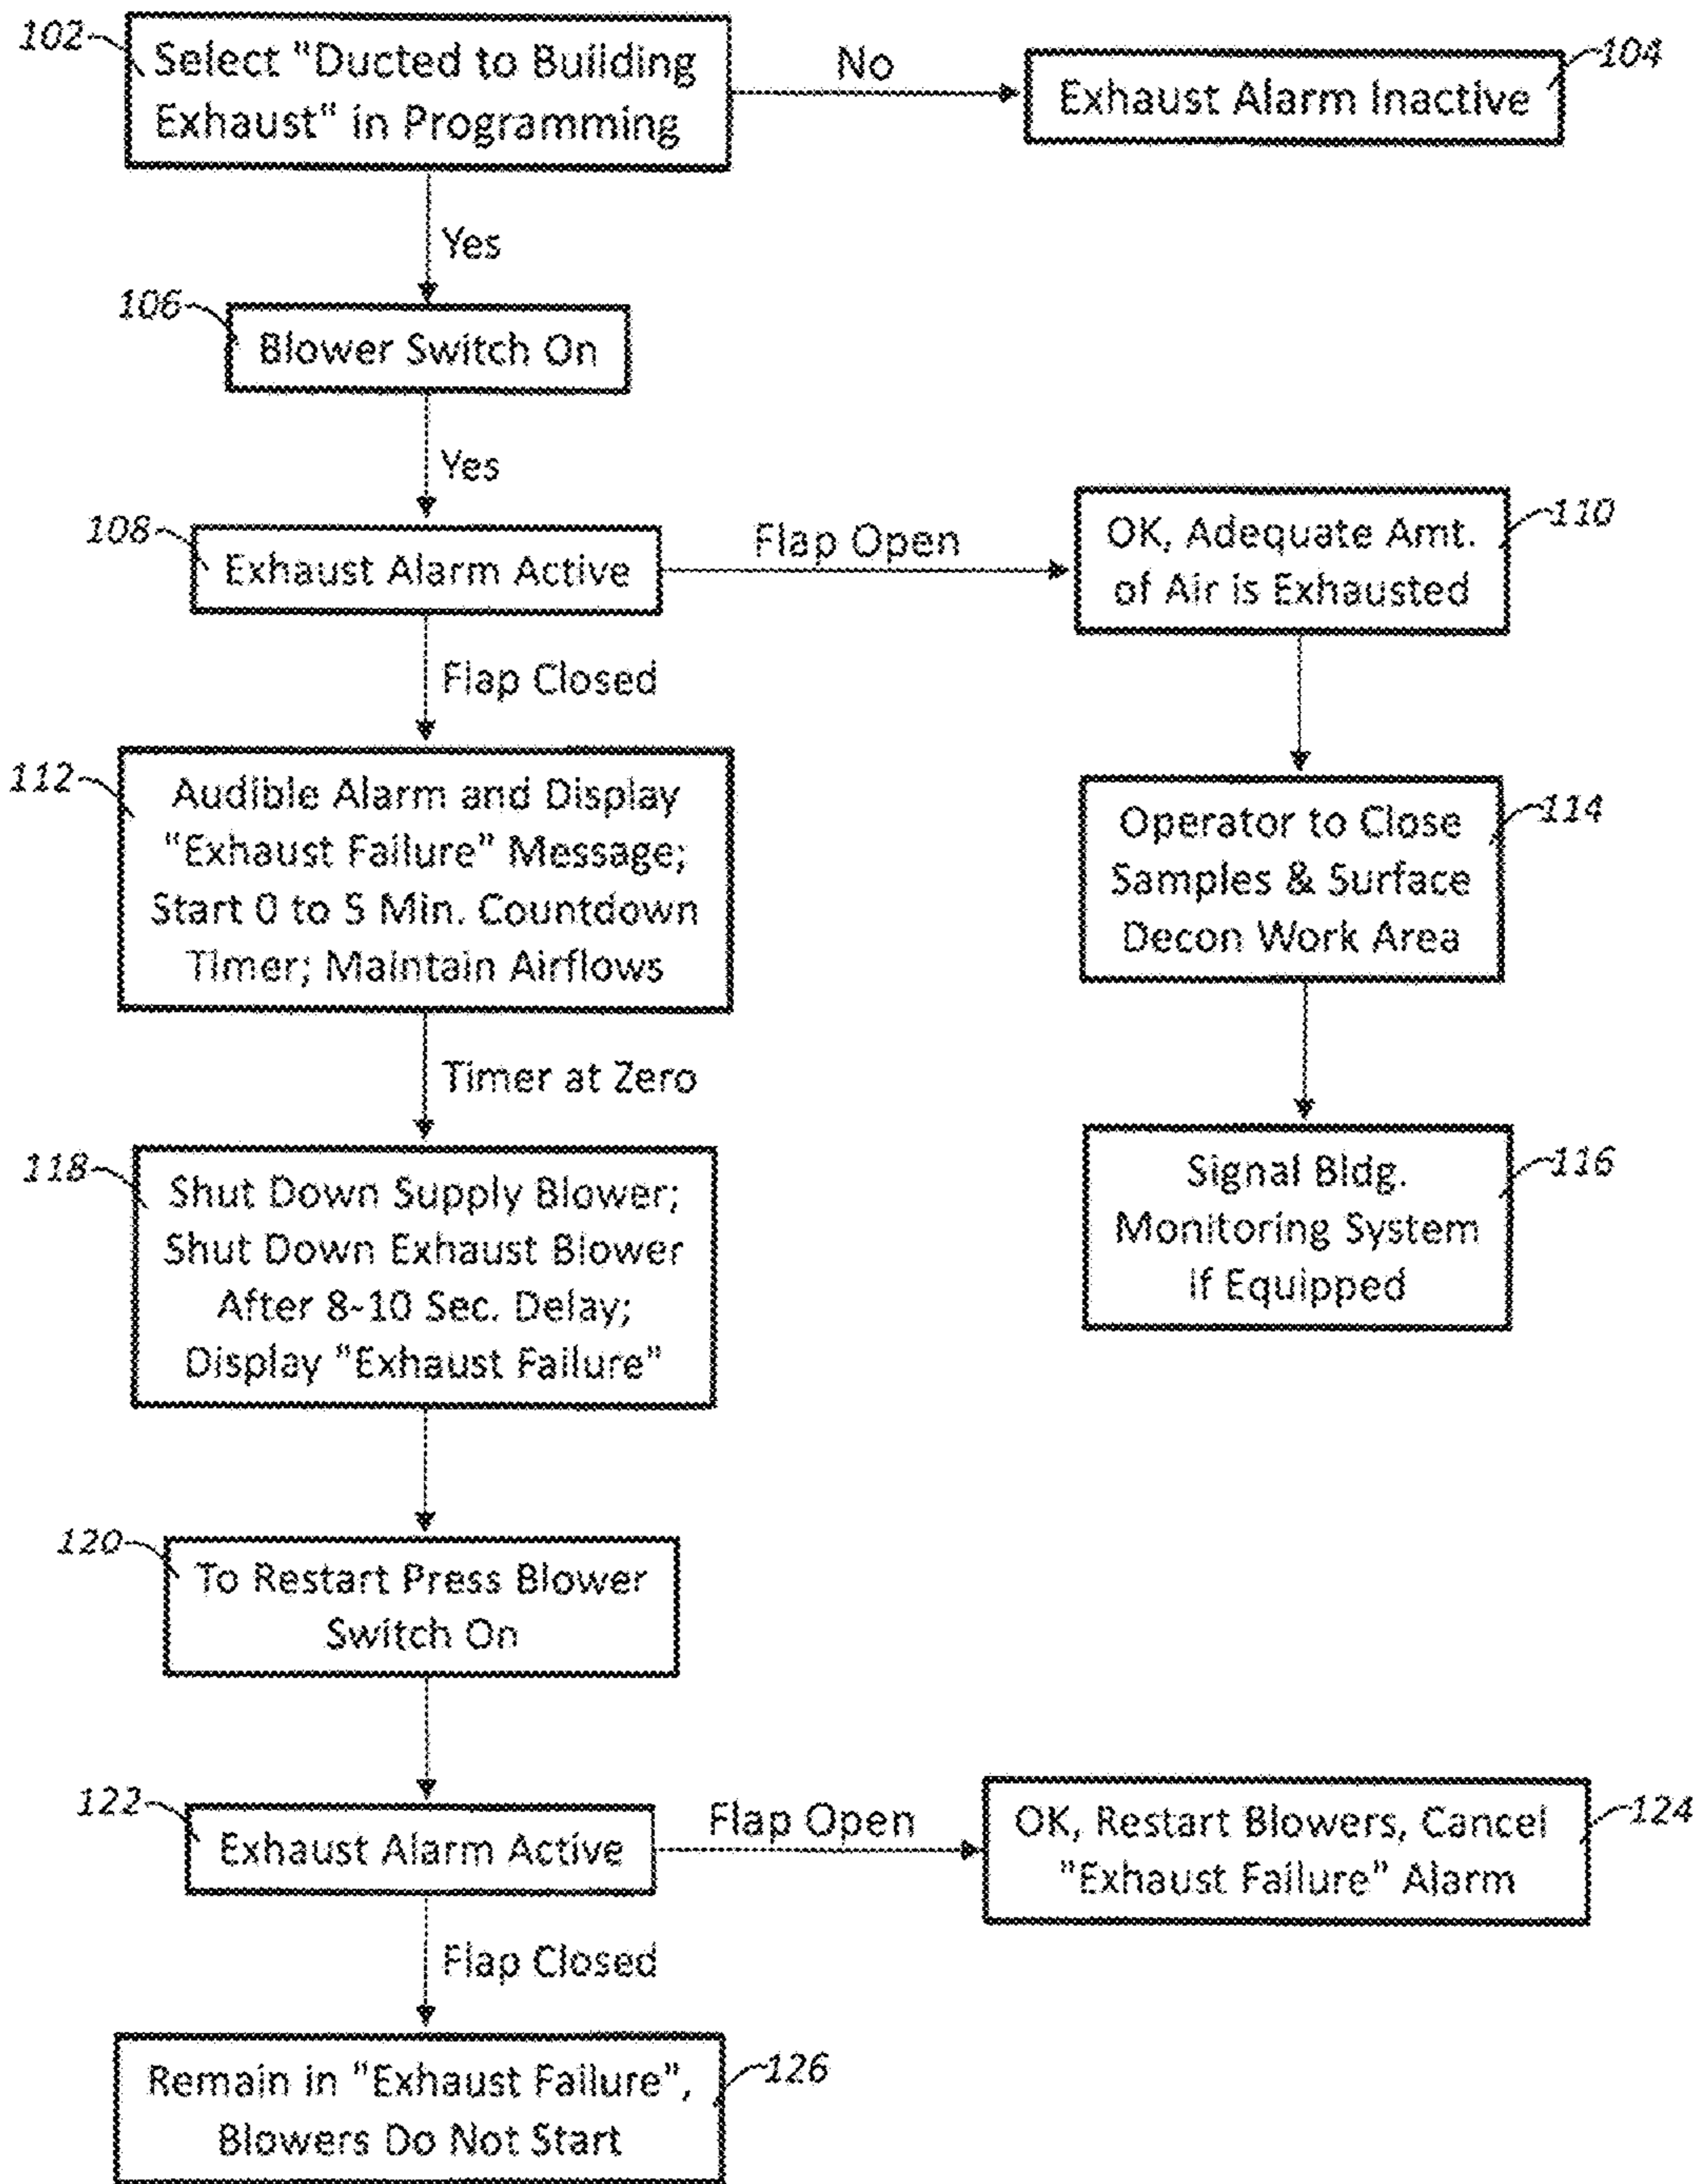 102
Select "Ducted to Building
Exhaust" in Programming
No
104
Exhaust Alarm Inactive
Yes
106
Blower Switch On
Yes
108
Exhaust Alarm Active
Flap Open
110
OK, Adequate Amt.
of Air is Exhausted
Flap Closed
112
Audible Alarm and Display
"Exhaust Failure" Message;
Start 0 to 5 Min. Countdown
Timer; Maintain Airflows
114
Operator to Close
Samples & Surface
Decon Work Area
Timer at Zero
118
Shut Down Supply Blower;
Shut Down Exhaust Blower
After 8-10 Sec. Delay;
Display "Exhaust Failure"
116
Signal Bldg.
Monitoring System
if Equipped
120
To Restart Press Blower
Switch On
122
Exhaust Alarm Active
Flap Open
124
OK, Restart Blowers, Cancel
"Exhaust Failure" Alarm
Flap Closed
126
Remain in "Exhaust Failure",
Blowers Do Not Start